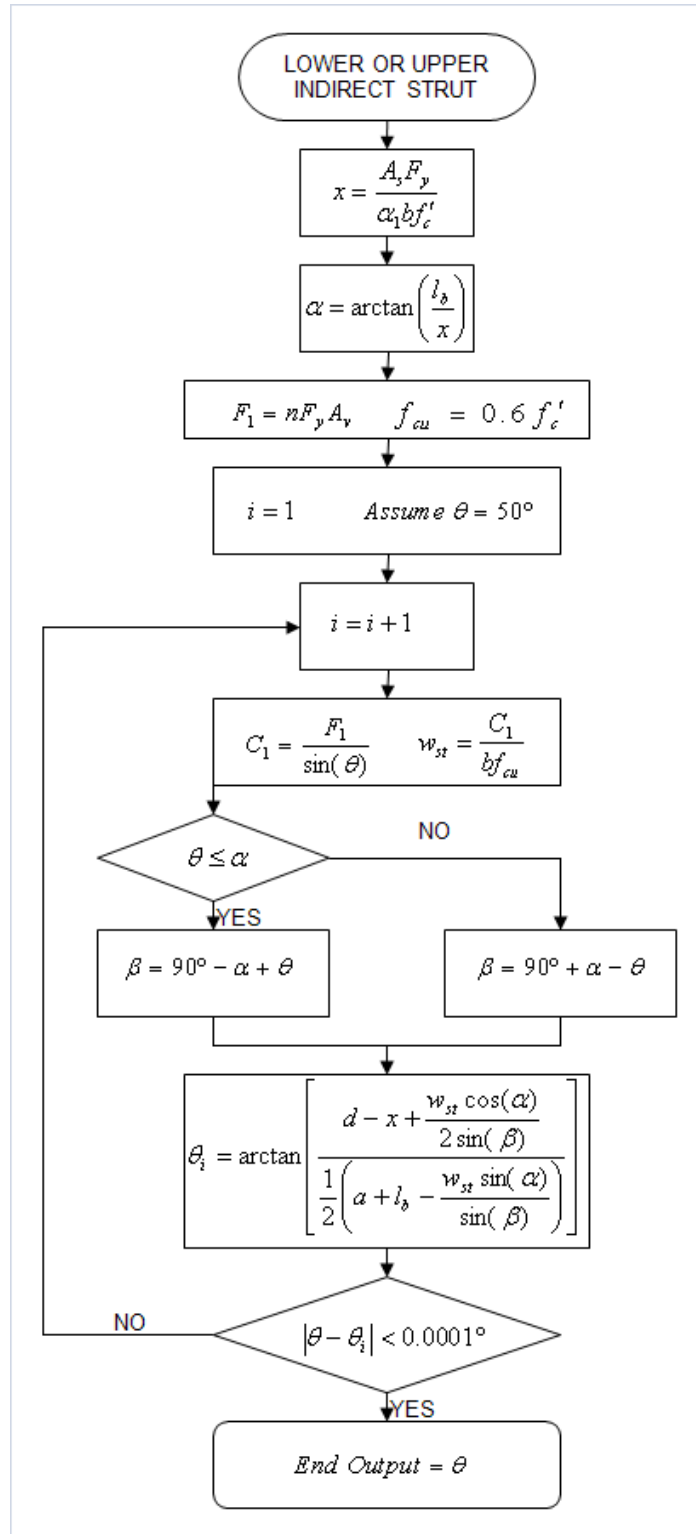 LOWER OR UPPER
INDIRECT STRUT
x = A_s F_y / α_1 b f_c'
α = arctan( l_b / x )
F_1 = n F_y A_v    f_cu = 0.6 f_c'
i = 1    Assume θ = 50°
i = i + 1
C_1 = F_1 / sin( θ )    w_st = C_1 / b f_cu
θ ≤ α
NO
YES
β = 90° − α + θ
β = 90° + α − θ
θ_i = arctan[ ( d − x + w_st cos(α) / 2 sin( β) ) / ( 1/2 ( a + l_b − w_st sin( α) / sin( β) ) ) ]
NO
|θ − θ_i| < 0.0001°
YES
End Output = θ